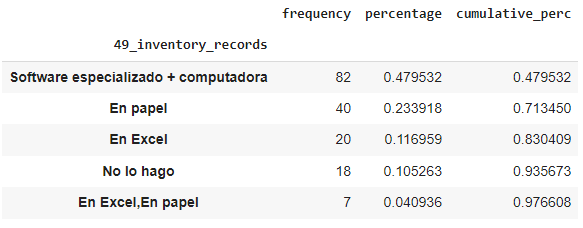 frequency percentage cumulative_perc
49_inventory_records
Software especializado + computadora 82 0.479532 0.479532
En papel 40 0.233918 0.713450
En Excel 20 0.116959 0.830409
No lo hago 18 0.105263 0.935673
En Excel,En papel 7 0.040936 0.976608